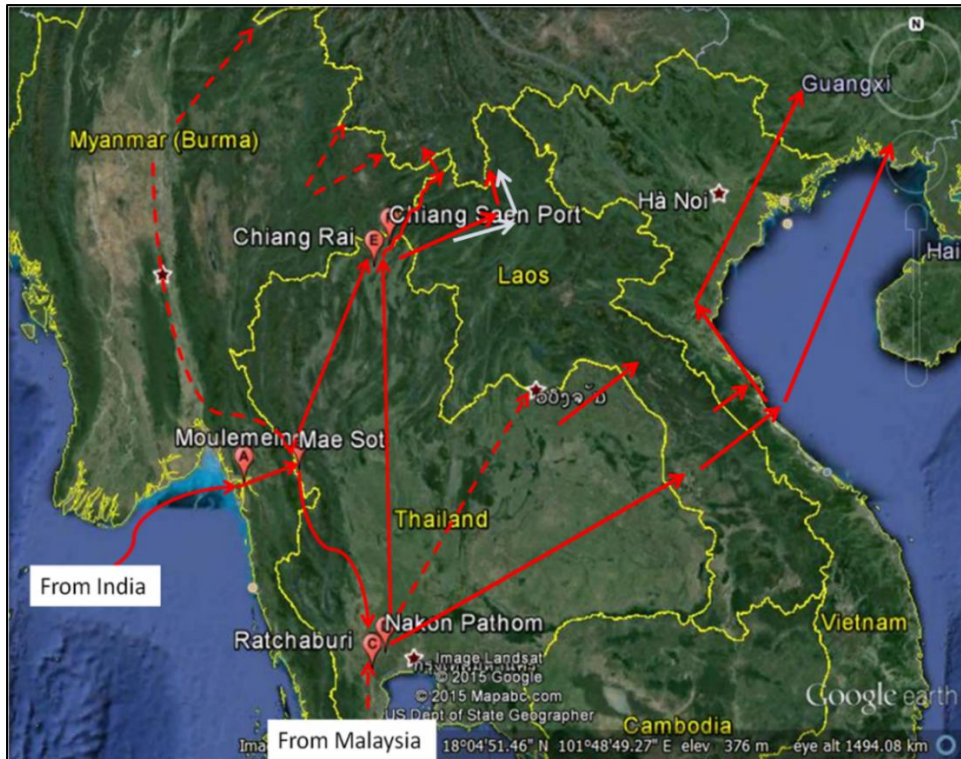 N
Guangxi
Myanmar (Burma)
Hà Noi
Chiang Saen Port
Chiang Rai
E
Hai
Laos
Moulemein
Mae Sot
A
Thailand
From India
Nakon Pathom
Ratchaburi
C
Vietnam
Image Landsat
© 2015 Google
© 2015 Mapabc.com
US Dept of State Geographer
Google earth
Cambodia
From Malaysia
18°04'51.46" N 101°48'49.27" E elev 376 m eye alt 1494.08 km